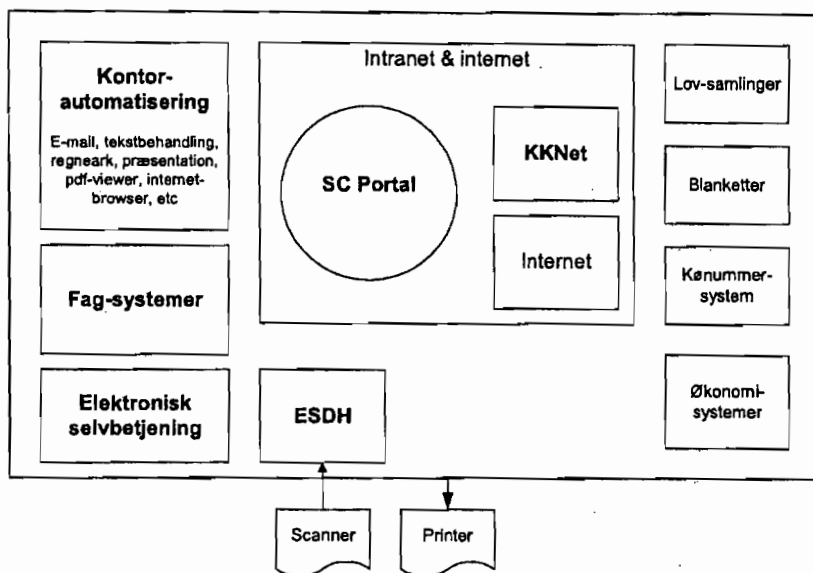 Kontor-
automatisering
E-mail, tekstbehandling,
regneark, præsentation,
pdf-viewer, internet-
browser, etc
Fag-systemer
Elektronisk
selvbetjening
Intranet & internet
SC Portal
KKNet
Internet
ESDH
Lov-samlinger
Blanketter
Kønummer-
system
Økonomi-
systemer
Scanner
Printer